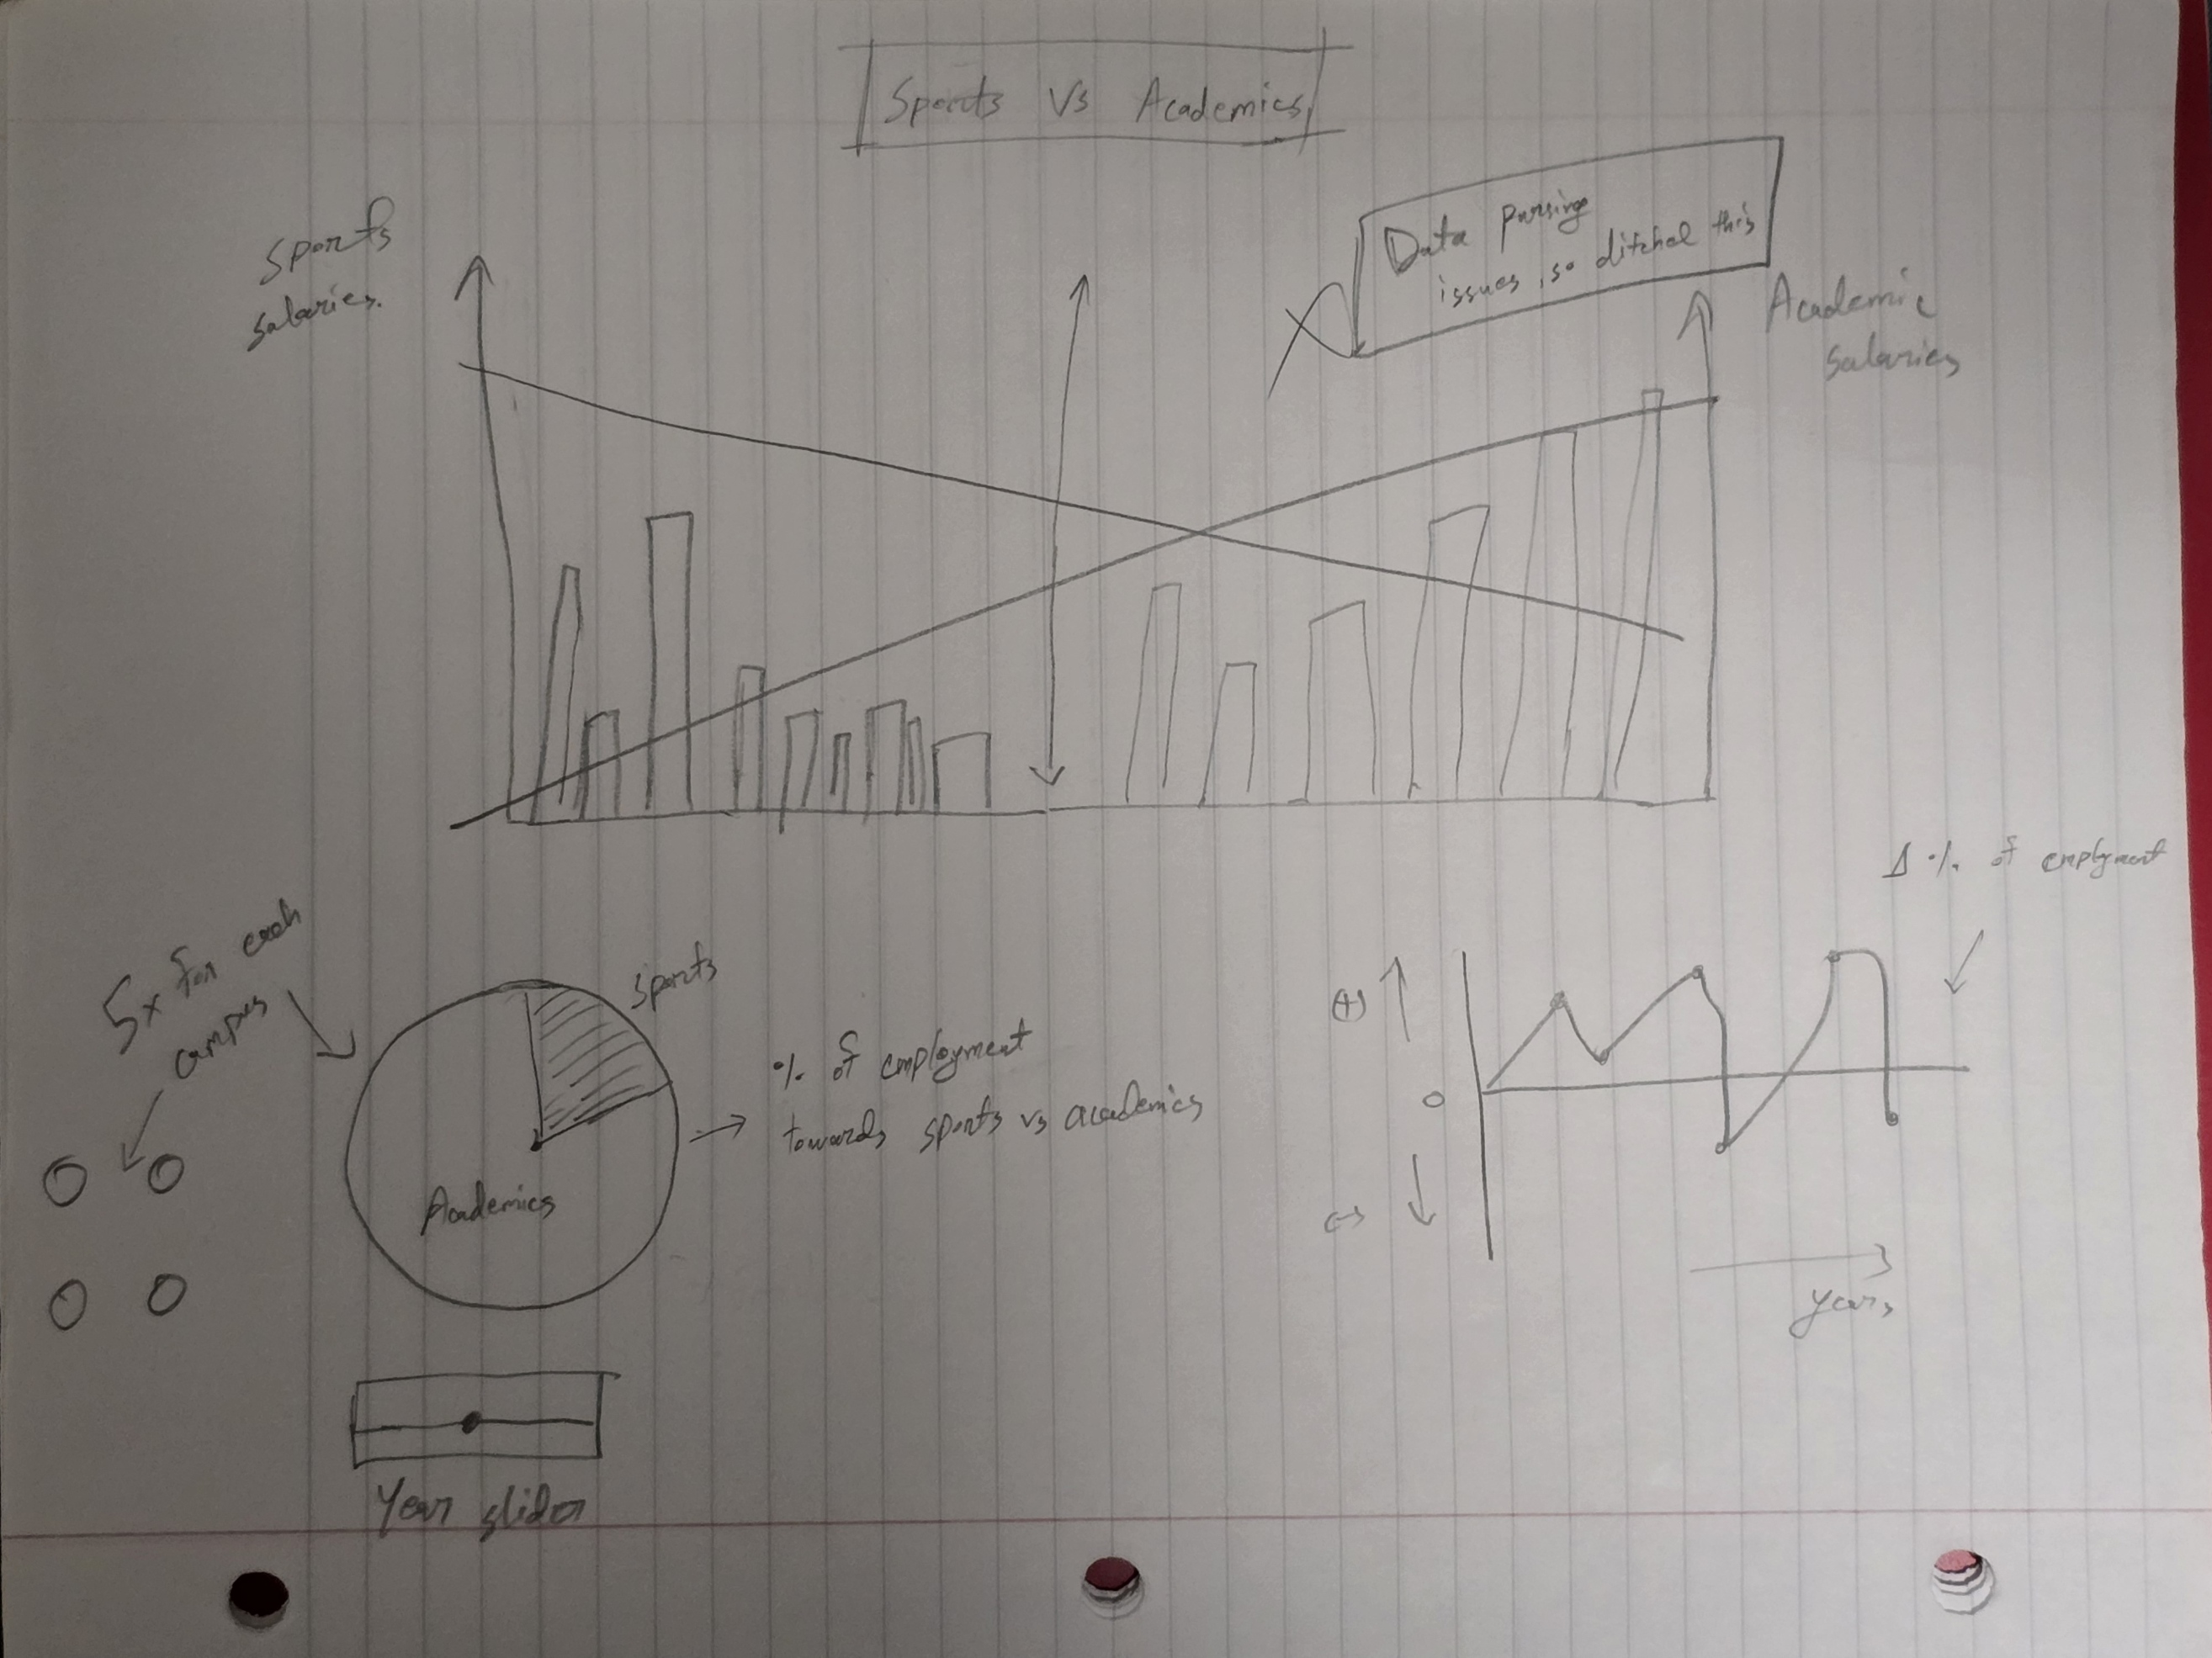 Sports Vs Academics
Sports
salaries.
Data parsing
issues, so ditched this
Academic
salaries
Δ % of employment
5x for each
campus
Sports
% of employment
towards sports vs academics
Academics
(+)
0
(-)
years
Year slider